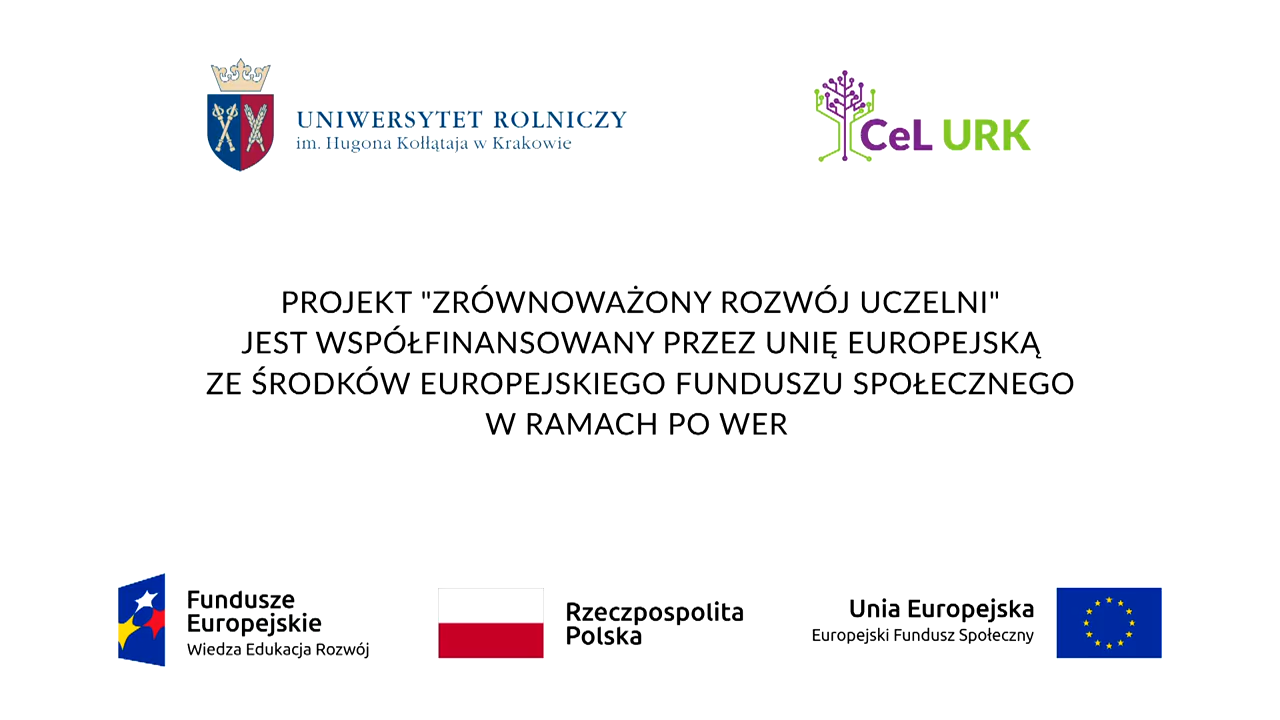 UNIWERSYTET ROLNICZY
im. Hugona Kołłątaja w Krakowie
CeL URK
PROJEKT "ZRÓWNOWAŻONY ROZWÓJ UCZELNI"
JEST WSPÓŁFINANSOWANY PRZEZ UNIĘ EUROPEJSKĄ
ZE ŚRODKÓW EUROPEJSKIEGO FUNDUSZU SPOŁECZNEGO
W RAMACH PO WER
Fundusze
Europejskie
Wiedza Edukacja Rozwój
Rzeczpospolita
Polska
Unia Europejska
Europejski Fundusz Społeczny